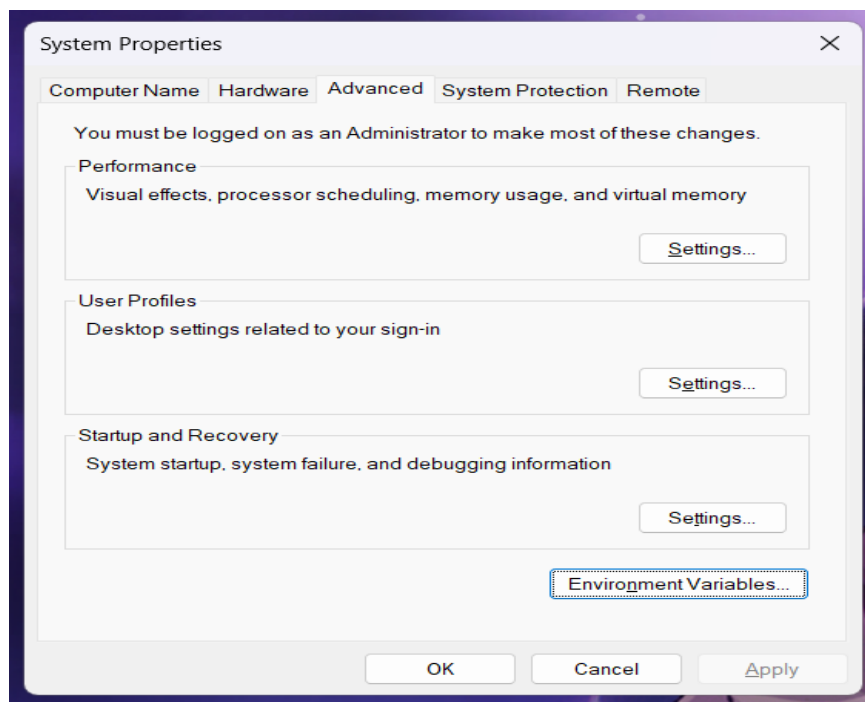 System Properties
Computer Name Hardware Advanced System Protection Remote
You must be logged on as an Administrator to make most of these changes.
Performance
Visual effects, processor scheduling, memory usage, and virtual memory
Settings...
User Profiles
Desktop settings related to your sign-in
Settings...
Startup and Recovery
System startup, system failure, and debugging information
Settings...
Environment Variables...
OK Cancel Apply